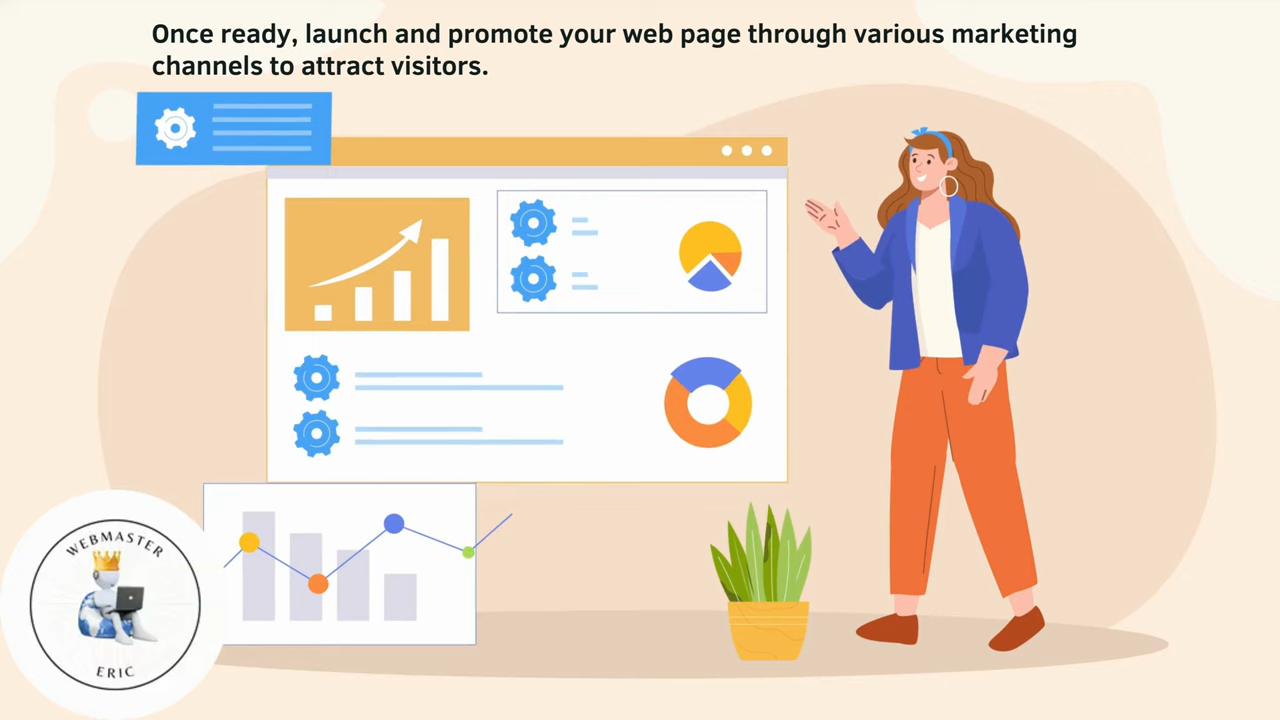 Once ready, launch and promote your web page through various marketing
channels to attract visitors.
WEBMASTER
ERIC